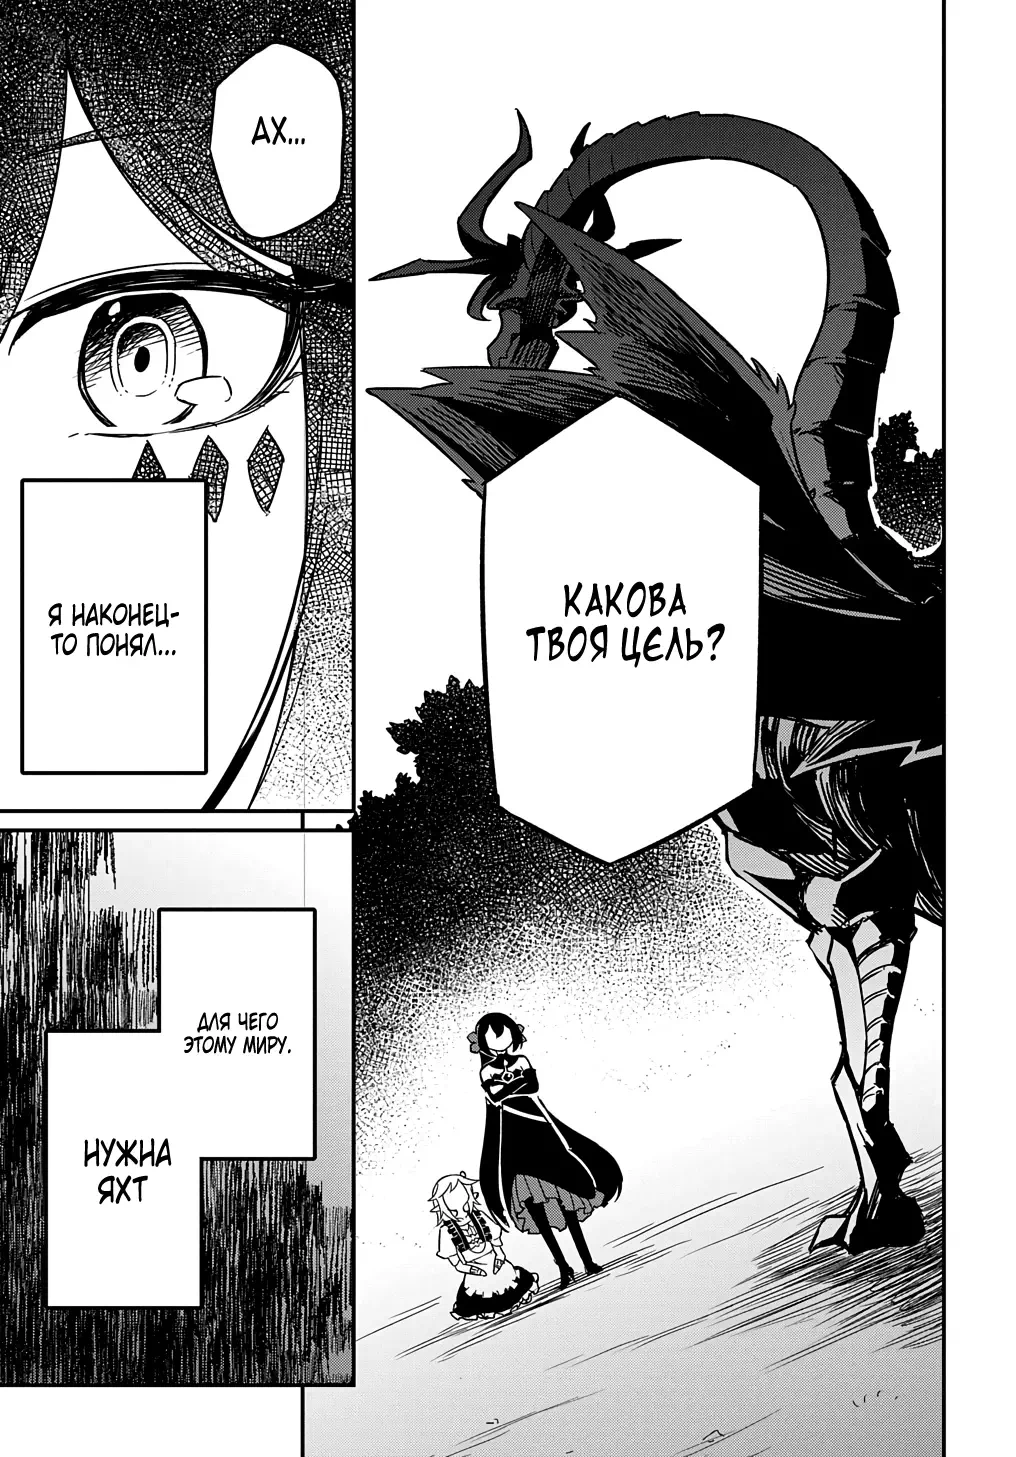 КАКОВА
ТВОЯ ЦЕЛЬ?
АХ...
Я НАКОНЕЦ-
ТО ПОНЯЛ...
ДЛЯ ЧЕГО
ЭТОМУ МИРУ.
НУЖНА
ЯХТ